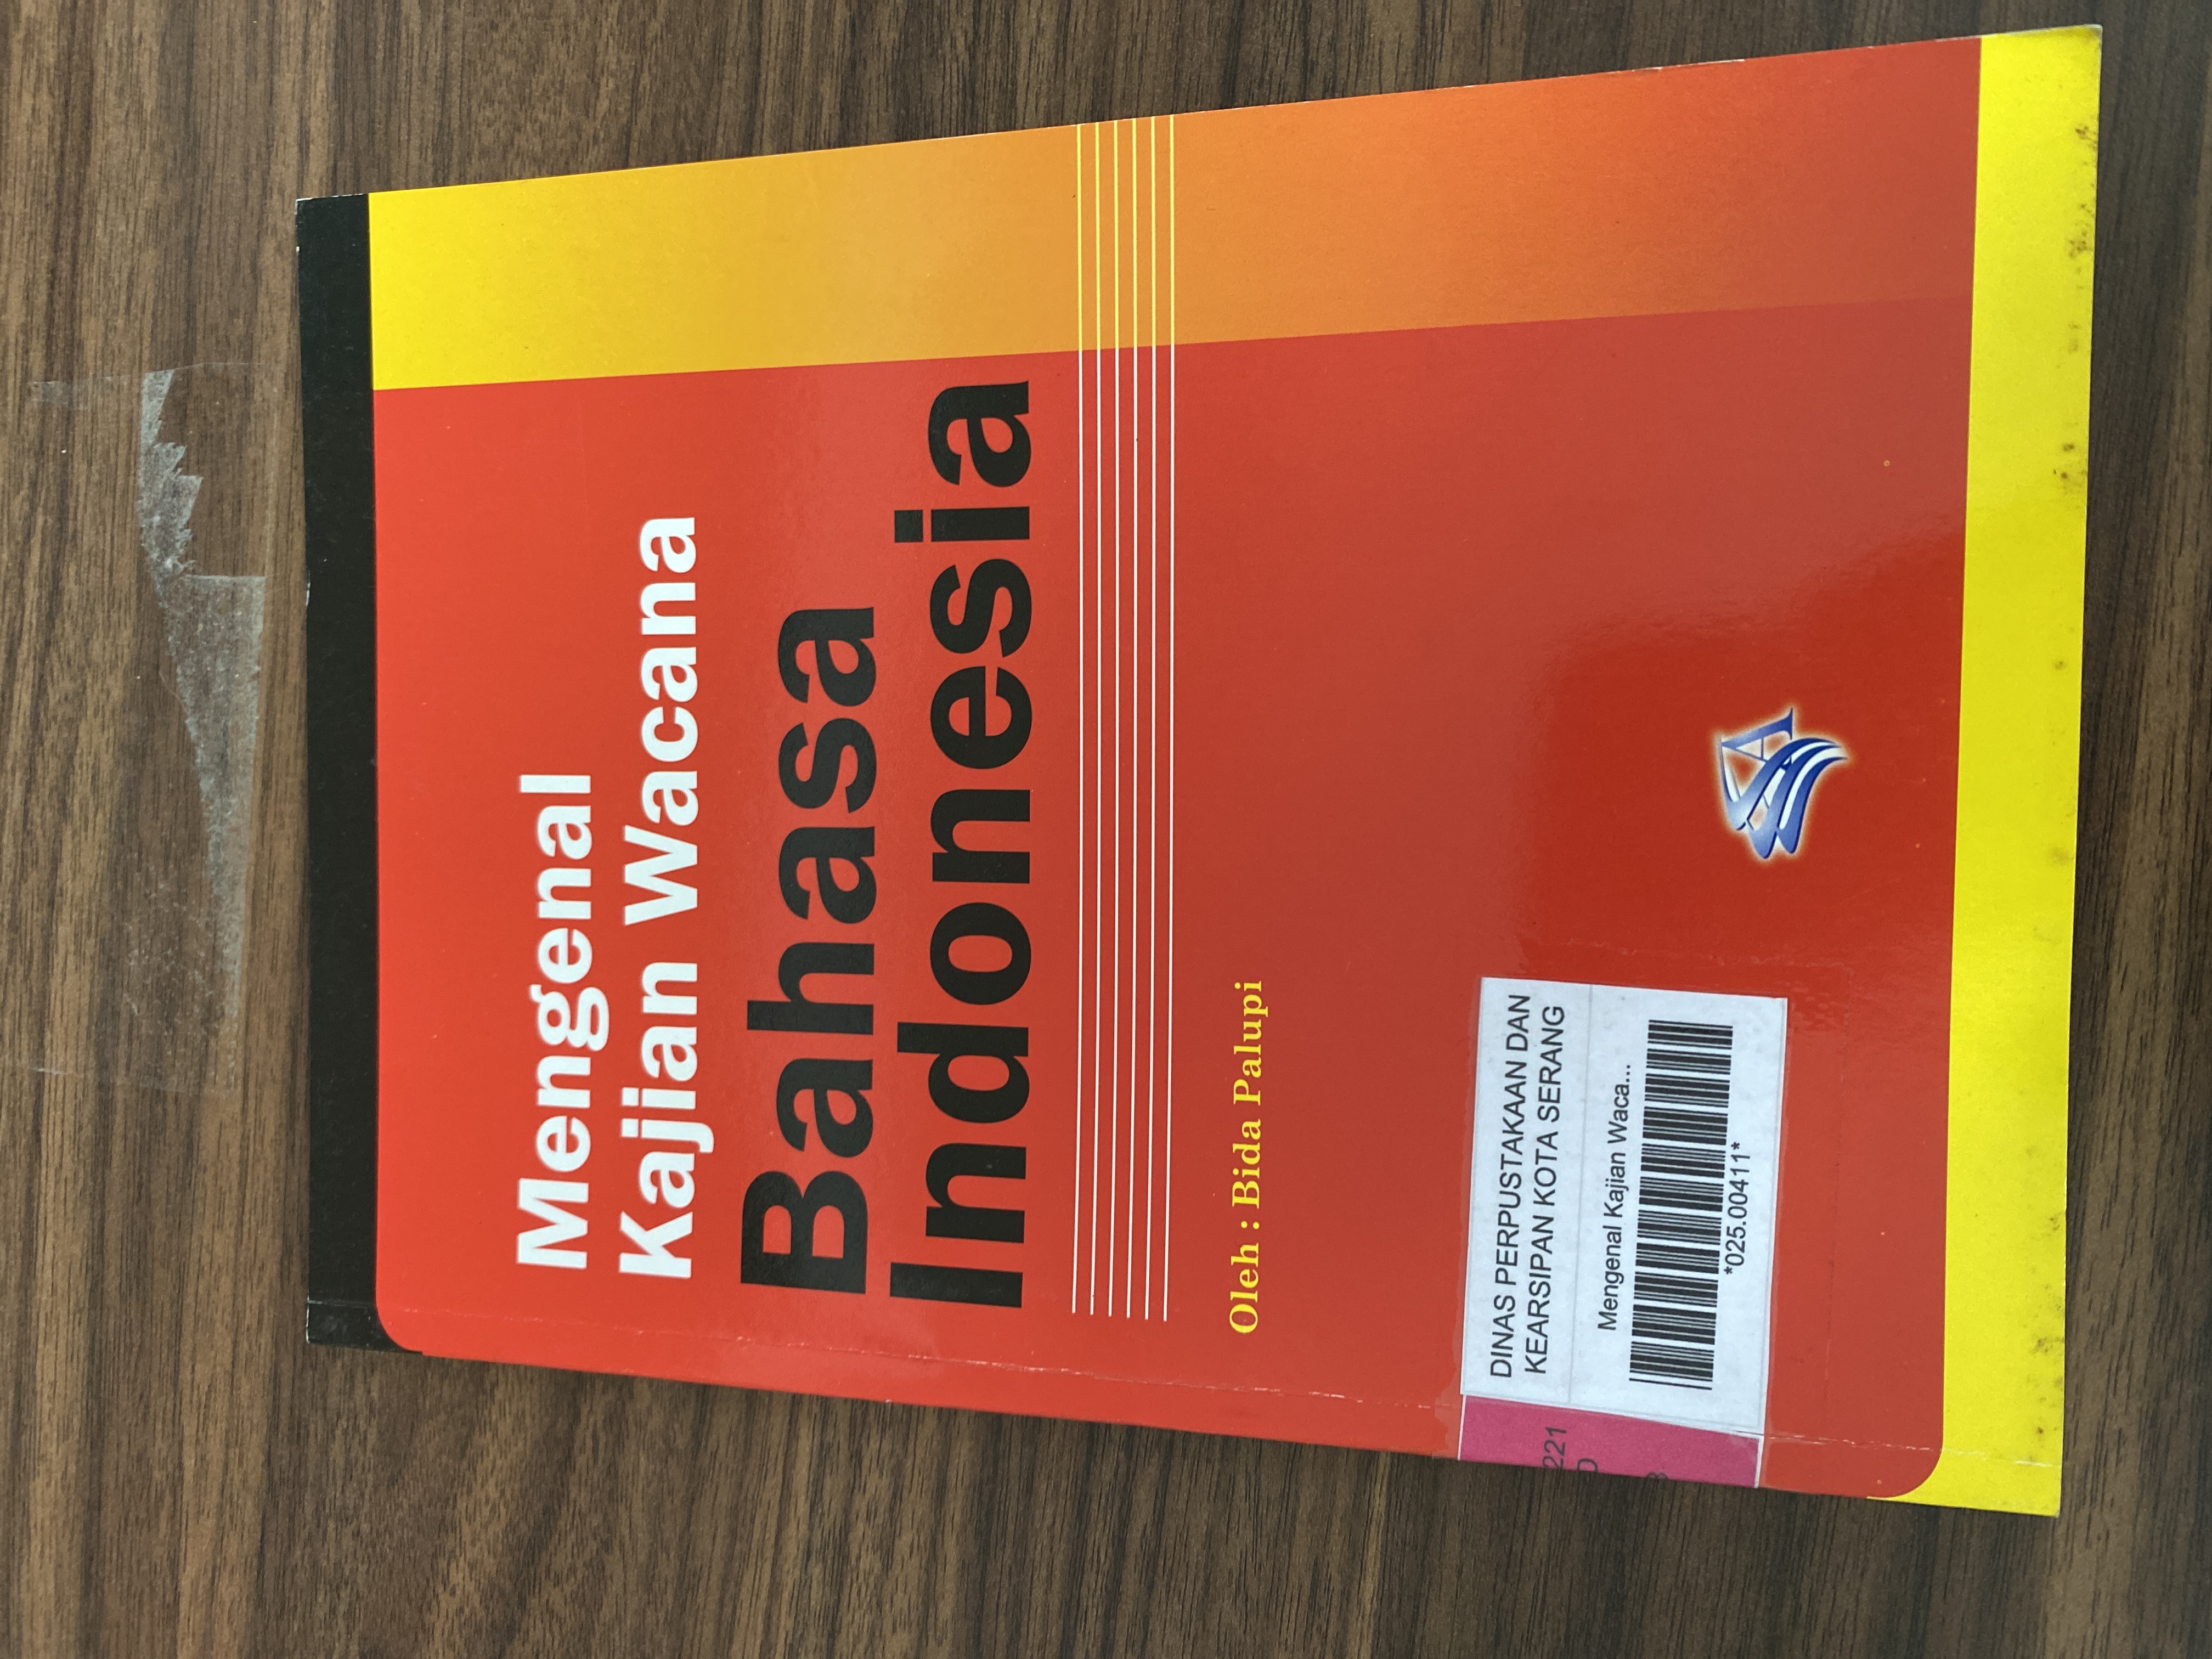 Mengenal
Kajian Wacana
Bahasa
Indonesia
Oleh : Bida Palupi
DINAS PERPUSTAKAAN DAN
KEARSIPAN KOTA SERANG
Mengenal Kajian Waca...
*025.00411*
221